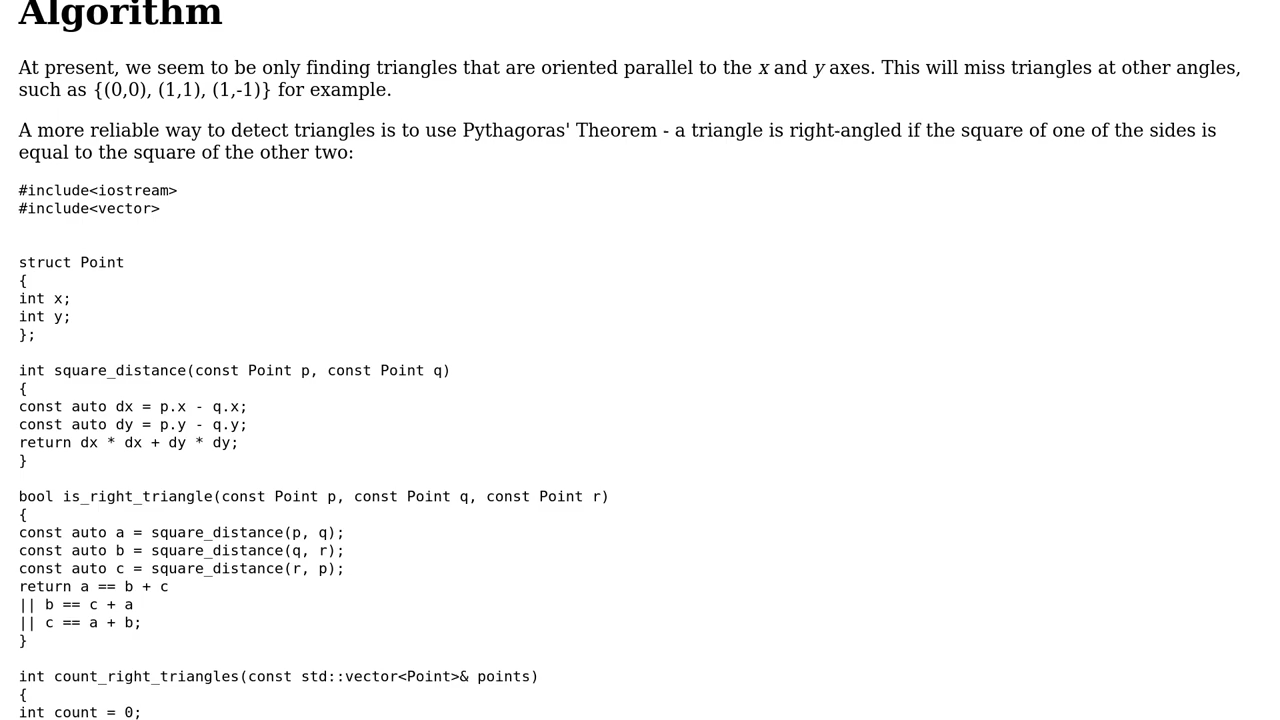 Algorithm
At present, we seem to be only finding triangles that are oriented parallel to the x and y axes. This will miss triangles at other angles,
such as {(0,0), (1,1), (1,-1)} for example.
A more reliable way to detect triangles is to use Pythagoras' Theorem - a triangle is right-angled if the square of one of the sides is
equal to the square of the other two:
#include<iostream>
#include<vector>
struct Point
{
int x;
int y;
};
int square_distance(const Point p, const Point q)
{
const auto dx = p.x - q.x;
const auto dy = p.y - q.y;
return dx * dx + dy * dy;
}
bool is_right_triangle(const Point p, const Point q, const Point r)
{
const auto a = square_distance(p, q);
const auto b = square_distance(q, r);
const auto c = square_distance(r, p);
return a == b + c
|| b == c + a
|| c == a + b;
}
int count_right_triangles(const std::vector<Point>& points)
{
int count = 0;